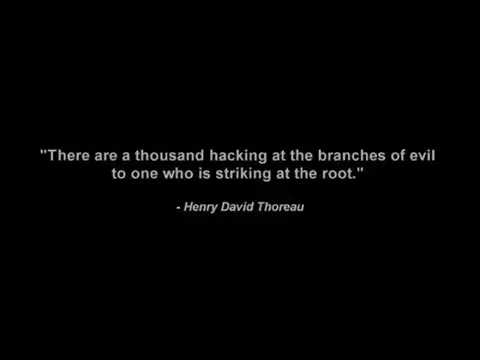 "There are a thousand hacking at the branches of evil
to one who is striking at the root."
- Henry David Thoreau